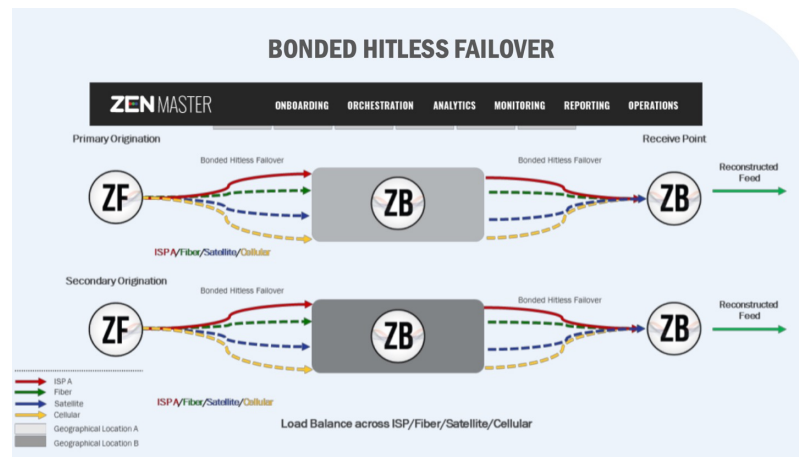 BONDED HITLESS FAILOVER
ZEN MASTER ONBOARDING ORCHESTRATION ANALYTICS MONITORING REPORTING OPERATIONS
Primary Origination
Receive Point
Bonded Hitless Failover
Bonded Hitless Failover
Reconstructed
Feed
ZF
ZB
ZB
ISP A/Fiber/Satellite/Cellular
Secondary Origination
Bonded Hitless Failover
Bonded Hitless Failover
Reconstructed
Feed
ZF
ZB
ZB
ISP A
Fiber
Satellite
Cellular
Geographical Location A
Geographical Location B
ISP A/Fiber/Satellite/Cellular
Load Balance across ISP/Fiber/Satellite/Cellular